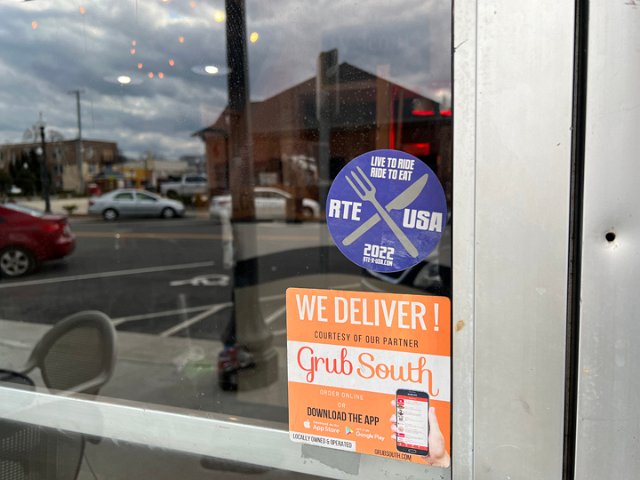 LIVE TO RIDE
RIDE TO EAT
RTE USA
2022
RTE-X-USA.COM
WE DELIVER!
COURTESY OF OUR PARTNER
Grub South
ORDER ONLINE
OR
DOWNLOAD THE APP
App Store
Google Play
LOCALLY OWNED & OPERATED
GRUBSOUTH.COM